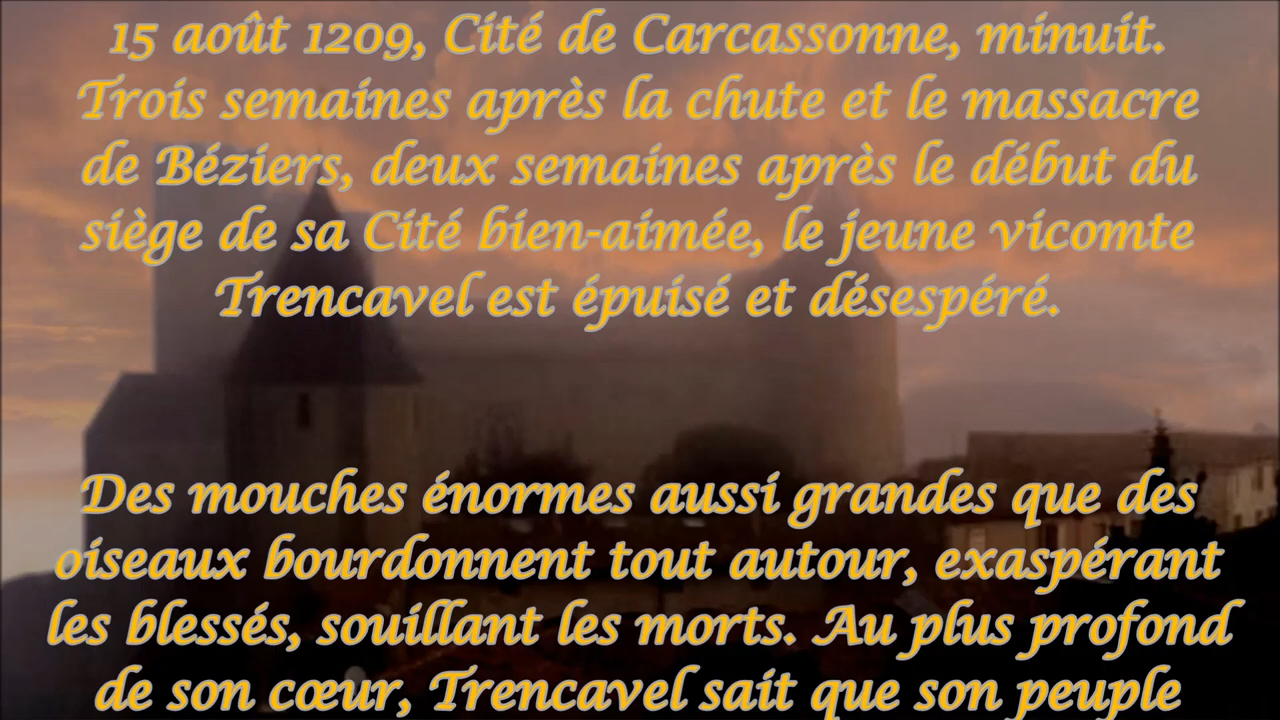 15 août 1209, Cité de Carcassonne, minuit.
Trois semaines après la chute et le massacre
de Béziers, deux semaines après le début du
siège de sa Cité bien-aimée, le jeune vicomte
Trencavel est épuisé et désespéré.
Des mouches énormes aussi grandes que des
oiseaux bourdonnent tout autour, exaspérant
les blessés, souillant les morts. Au plus profond
de son cœur, Trencavel sait que son peuple